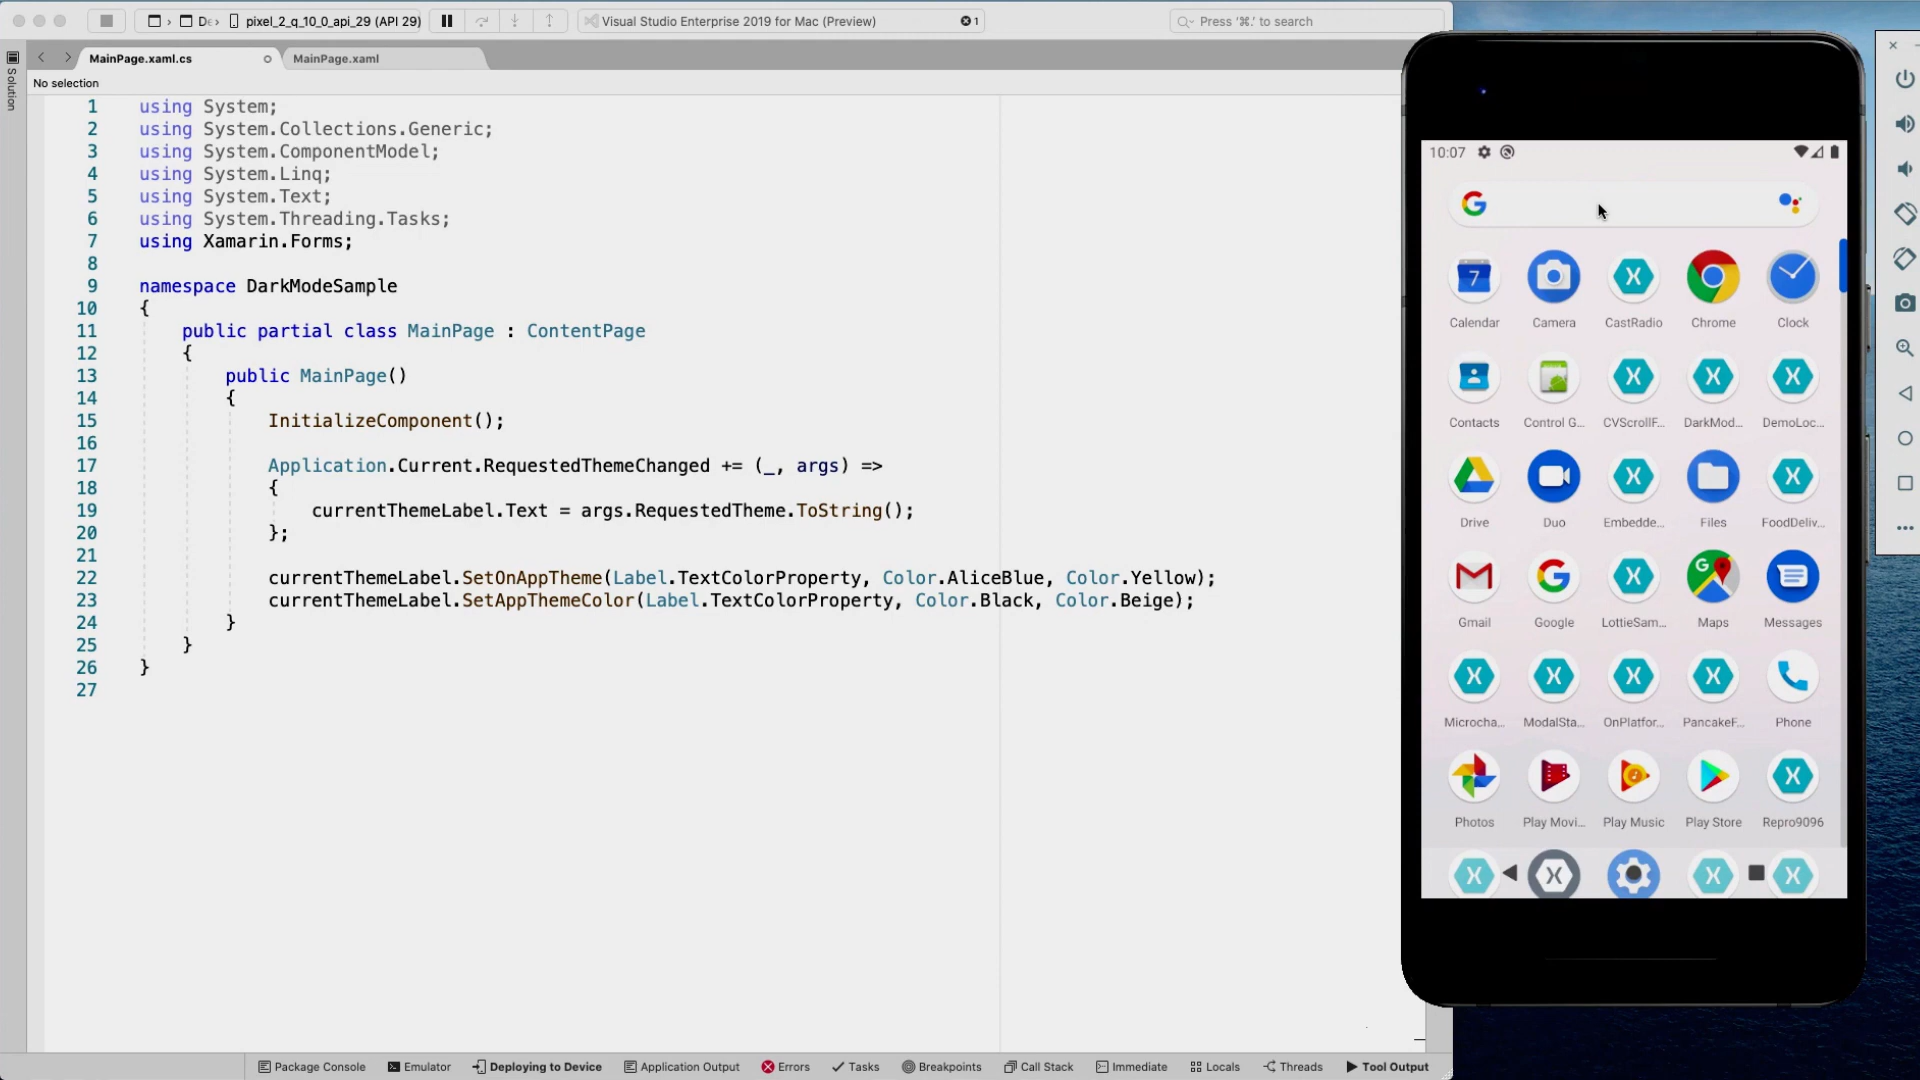 De pixel_2_q_10_0_api_29 (API 29) Visual Studio Enterprise 2019 for Mac (Preview) 1 Press '⌘.' to search
Solution
MainPage.xaml.cs MainPage.xaml
No selection
1 using System;
2 using System.Collections.Generic;
3 using System.ComponentModel;
4 using System.Linq;
5 using System.Text;
6 using System.Threading.Tasks;
7 using Xamarin.Forms;
8
9 namespace DarkModeSample
10 {
11 public partial class MainPage : ContentPage
12 {
13 public MainPage()
14 {
15 InitializeComponent();
16
17 Application.Current.RequestedThemeChanged += (_, args) =>
18 {
19 currentThemeLabel.Text = args.RequestedTheme.ToString();
20 };
21
22 currentThemeLabel.SetOnAppTheme(Label.TextColorProperty, Color.AliceBlue, Color.Yellow);
23 currentThemeLabel.SetAppThemeColor(Label.TextColorProperty, Color.Black, Color.Beige);
24 }
25 }
26 }
27
Package Console Emulator Deploying to Device Application Output Errors Tasks Breakpoints Call Stack Immediate Locals Threads Tool Output
10:07
7
Calendar Camera CastRadio Chrome Clock
Contacts Control G... CVScrollF... DarkMod... DemoLoc...
Drive Duo Embedde... Files FoodDeliv...
Gmail Google LottieSam... Maps Messages
Microcha... ModalSta... OnPlatfor... PancakeF... Phone
Photos Play Movi... Play Music Play Store Repro9096